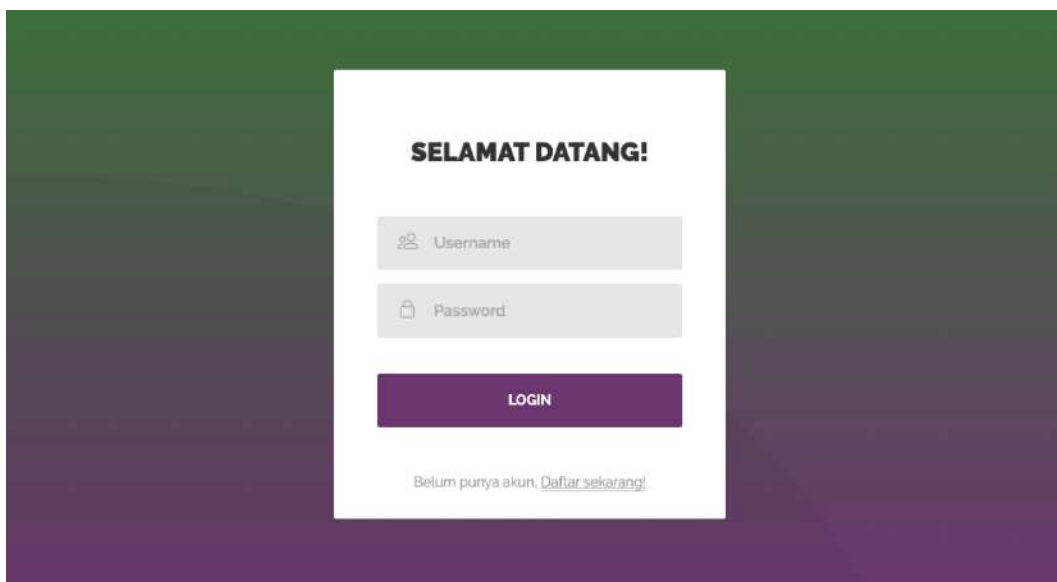 SELAMAT DATANG!
Username
Password
LOGIN
Belum punya akun, Daftar sekarang!